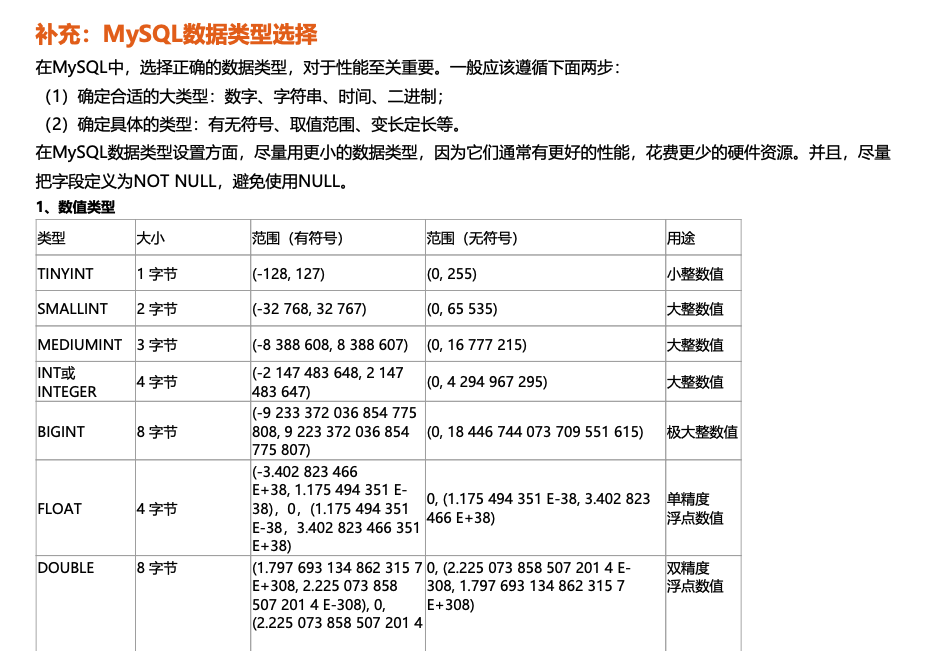 补充：MySQL数据类型选择
在MySQL中，选择正确的数据类型，对于性能至关重要。一般应该遵循下面两步：
（1）确定合适的大类型：数字、字符串、时间、二进制；
（2）确定具体的类型：有无符号、取值范围、变长定长等。
在MySQL数据类型设置方面，尽量用更小的数据类型，因为它们通常有更好的性能，花费更少的硬件资源。并且，尽量
把字段定义为NOT NULL，避免使用NULL。
1、数值类型
类型 大小 范围（有符号） 范围（无符号） 用途
TINYINT 1 字节 (-128, 127) (0, 255) 小整数值
SMALLINT 2 字节 (-32 768, 32 767) (0, 65 535) 大整数值
MEDIUMINT 3 字节 (-8 388 608, 8 388 607) (0, 16 777 215) 大整数值
INT或
INTEGER
4 字节
(-2 147 483 648, 2 147
483 647)
(0, 4 294 967 295)
大整数值
BIGINT
8 字节
(-9 233 372 036 854 775
808, 9 223 372 036 854
775 807)
(0, 18 446 744 073 709 551 615)
极大整数值
FLOAT
4 字节
(-3.402 823 466
E+38, 1.175 494 351 E-
38)，0，(1.175 494 351
E-38，3.402 823 466 351
E+38)
0, (1.175 494 351 E-38, 3.402 823
466 E+38)
单精度
浮点数值
DOUBLE
8 字节
(1.797 693 134 862 315 7
E+308, 2.225 073 858
507 201 4 E-308), 0,
(2.225 073 858 507 201 4
0, (2.225 073 858 507 201 4 E-
308, 1.797 693 134 862 315 7
E+308)
双精度
浮点数值